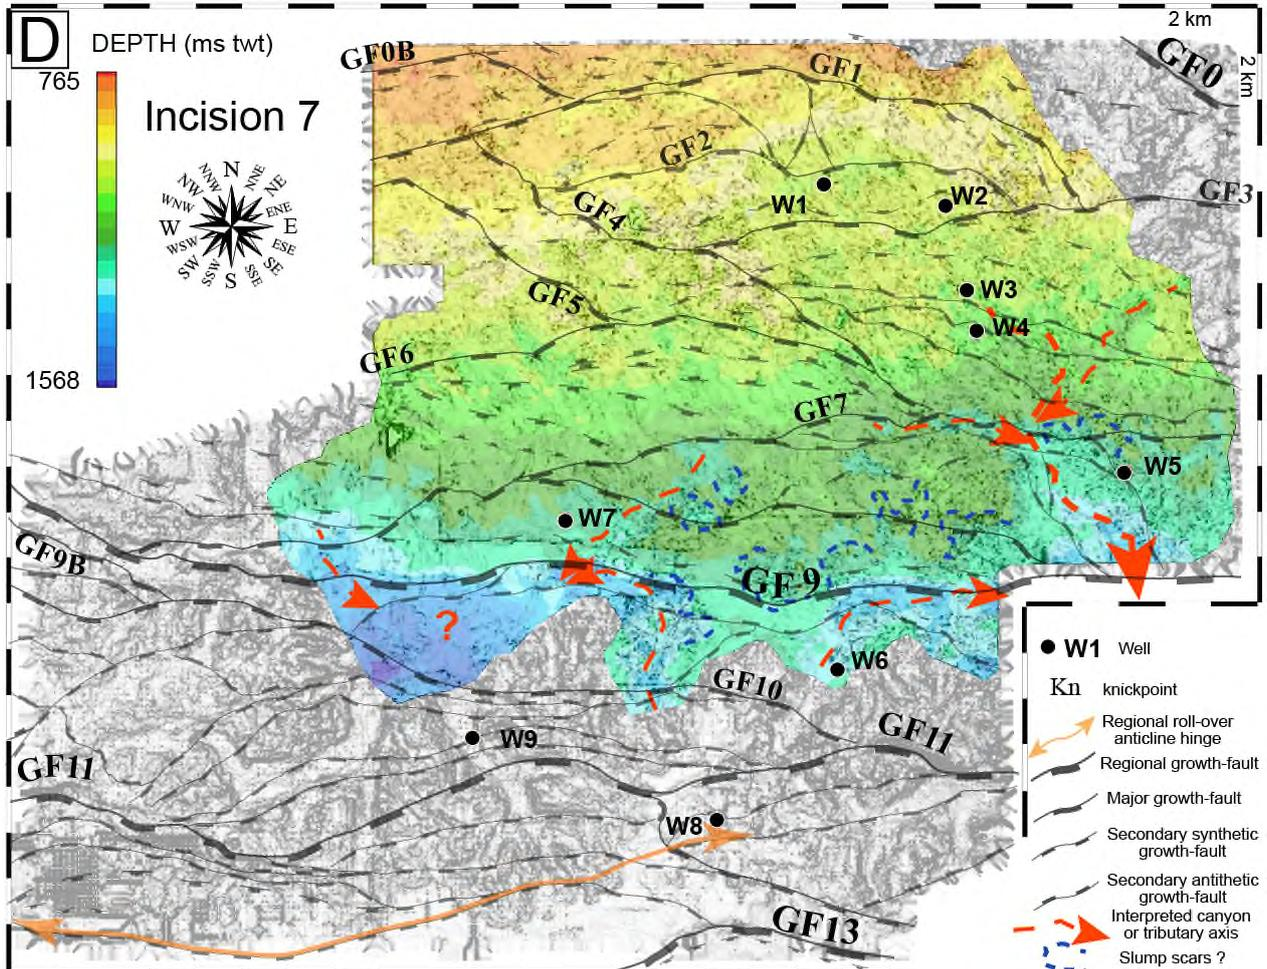 D
DEPTH (ms twt)
765
1568
Incision 7
N
NNE
NE
ENE
E
ESE
SE
SSE
S
SSW
SW
WSW
W
WNW
NW
NNW
2 km
2 km
GF0B
GF0
GF1
GF2
GF3
GF4
GF5
GF6
GF7
GF9B
GF 9
GF10
GF11
GF11
GF13
W1
W2
W3
W4
W5
W7
W6
W9
W8
?
W1 Well
Kn knickpoint
Regional roll-over
anticline hinge
Regional growth-fault
Major growth-fault
Secondary synthetic
growth-fault
Secondary antithetic
growth-fault
Interpreted canyon
or tributary axis
Slump scars ?